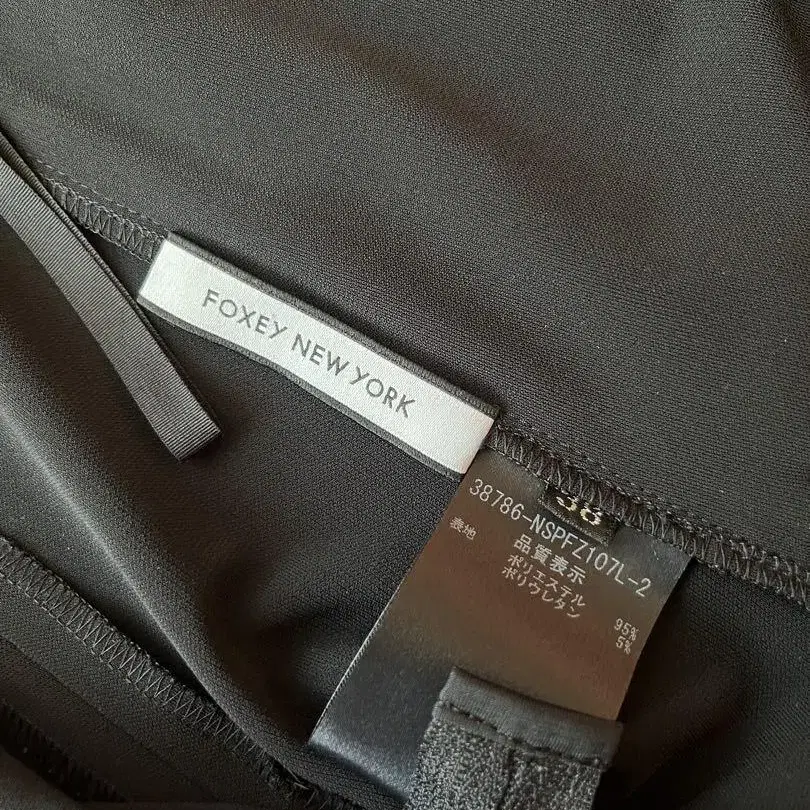 FOXEY NEW YORK
38
38786-NSPFZ107L-2
品質表示
表地
ポリエステル 95%
ポリウレタン 5%